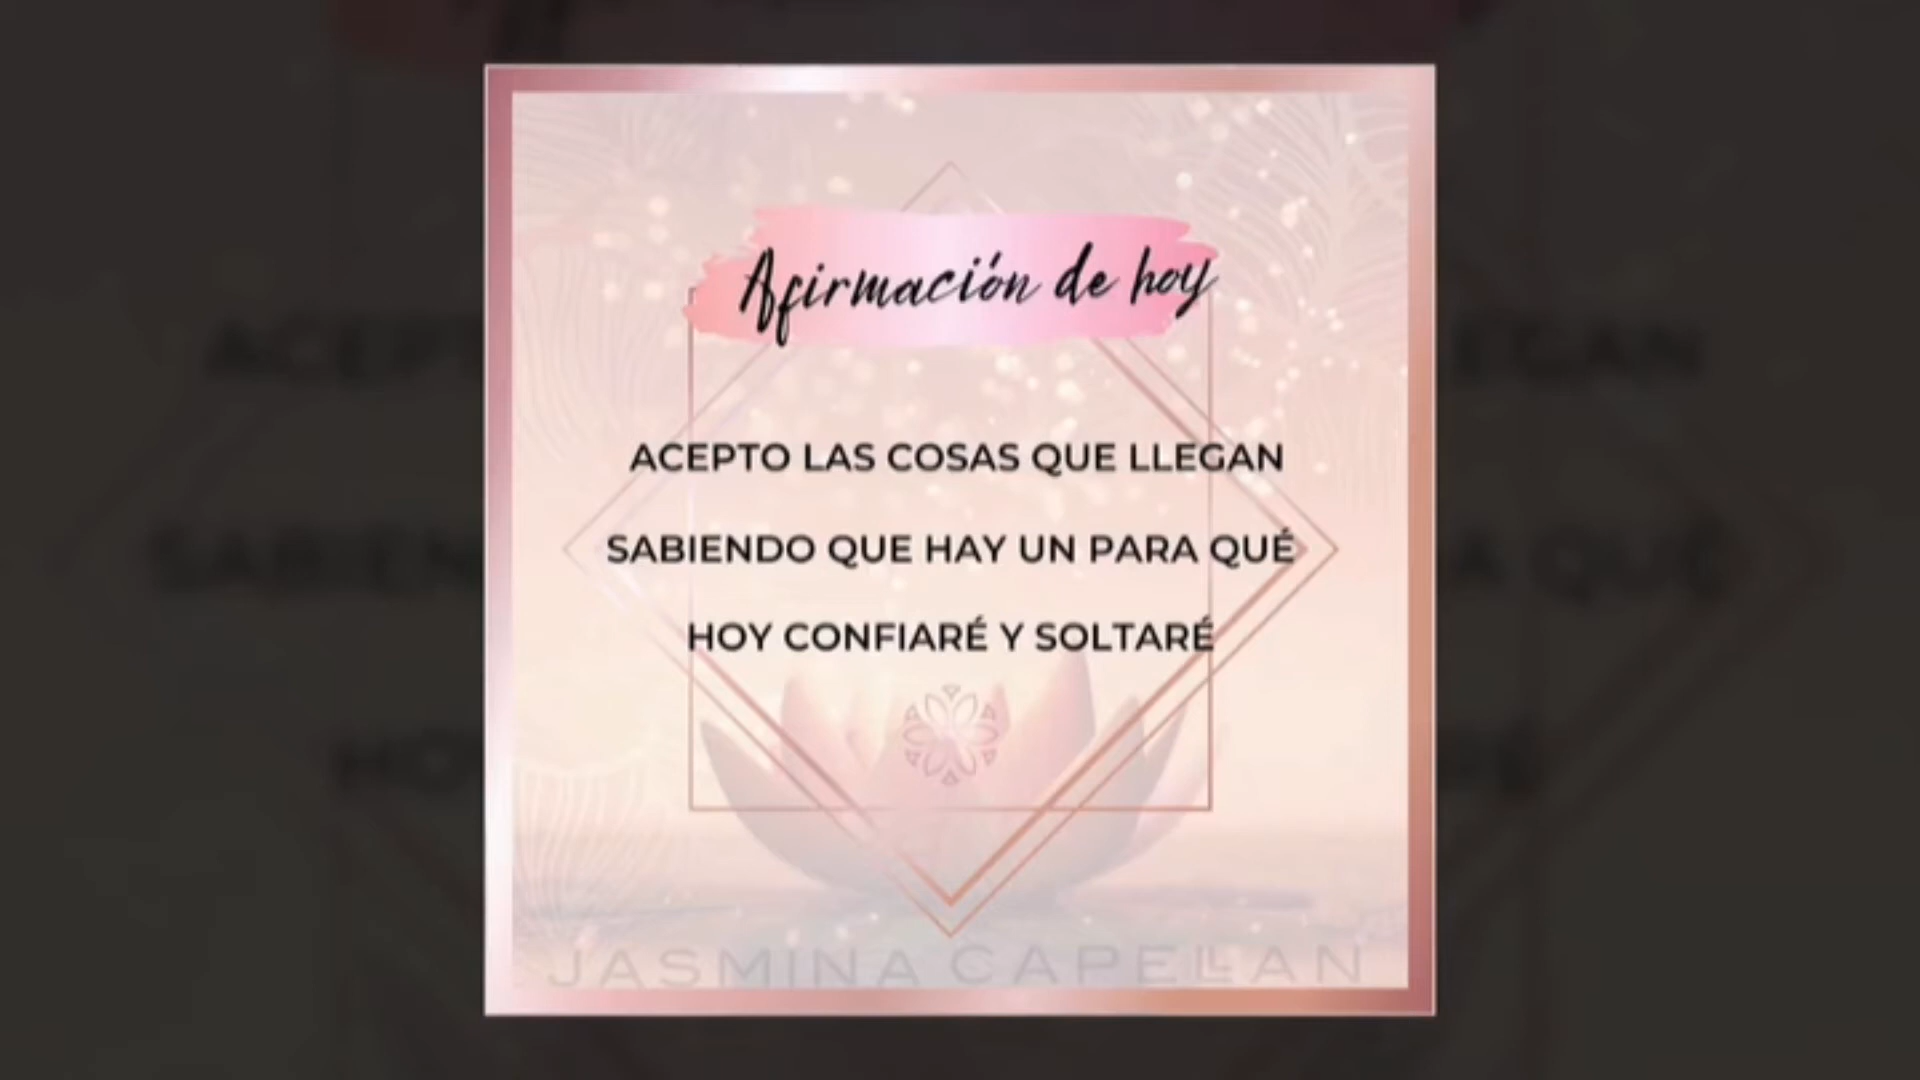 Afirmación de hoy
ACEPTO LAS COSAS QUE LLEGAN
SABIENDO QUE HAY UN PARA QUÉ
HOY CONFIARÉ Y SOLTARÉ
JASMINA CAPELLAN